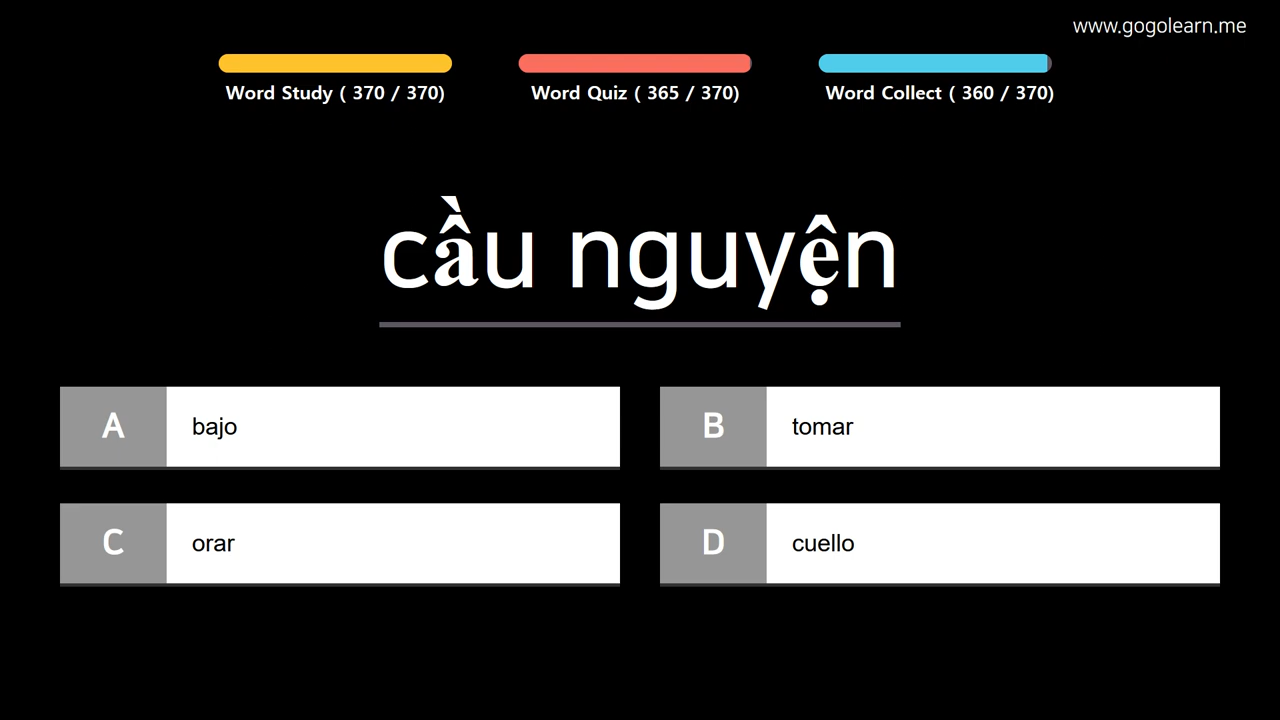 www.gogolearn.me
Word Study ( 370 / 370)
Word Quiz ( 365 / 370)
Word Collect ( 360 / 370)
cầu nguyện
A bajo
B tomar
C orar
D cuello